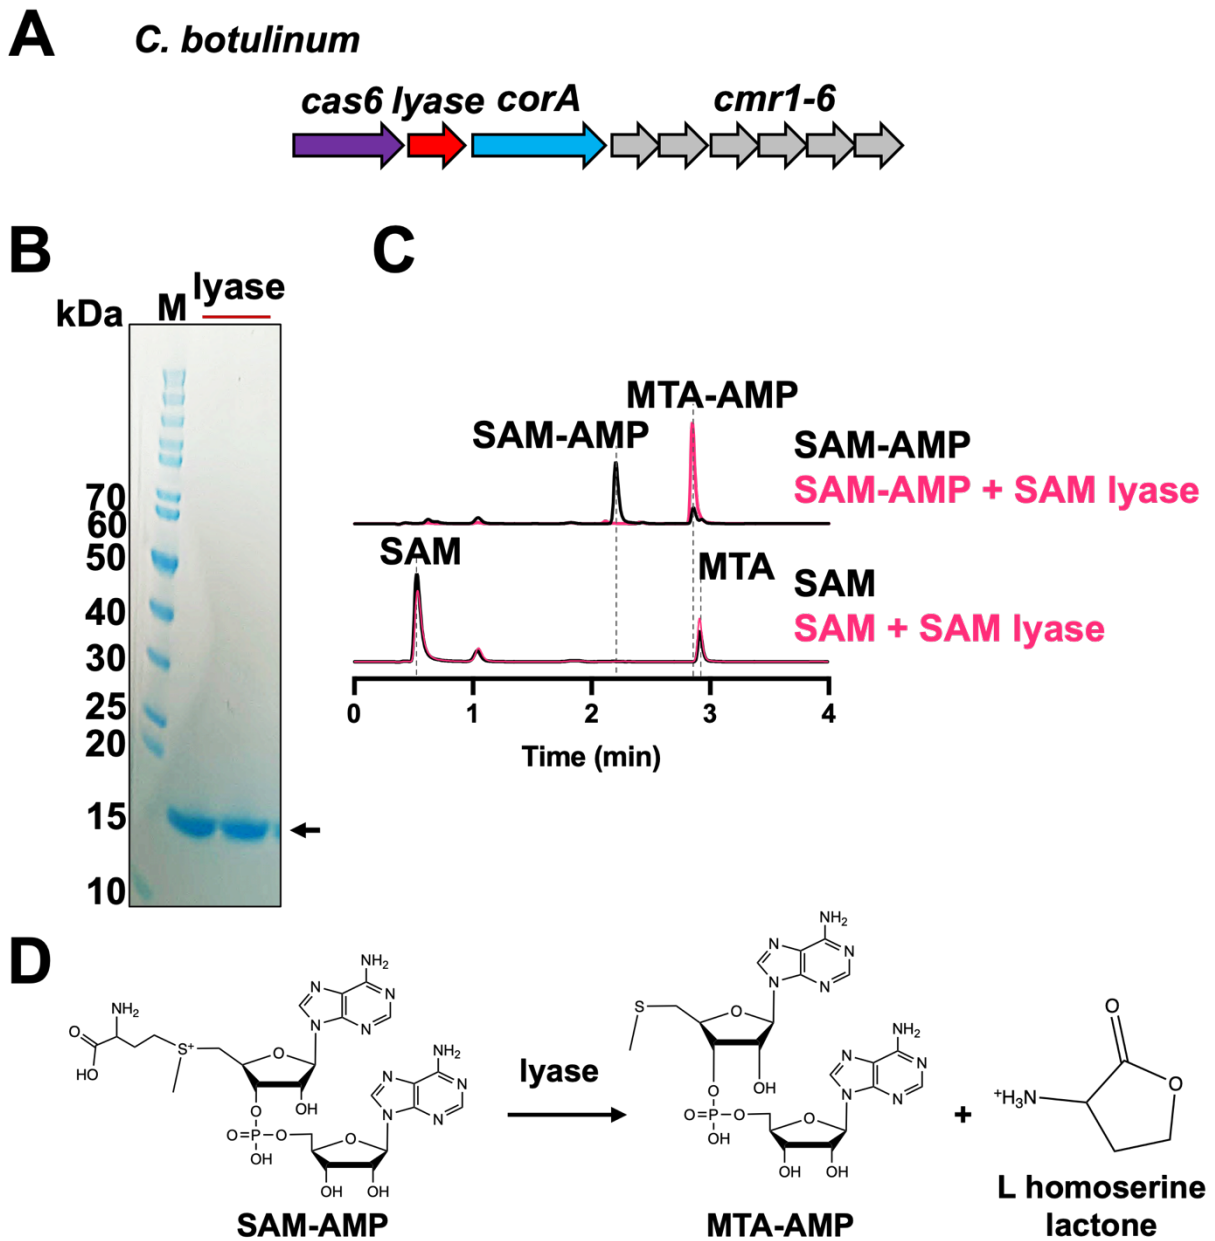 A
C. botulinum
cas6 lyase corA cmr1-6
B
C
kDa M lyase
70
60
50
40
30
25
20
15
10
MTA-AMP
SAM-AMP
SAM-AMP
SAM-AMP + SAM lyase
SAM
MTA
SAM
SAM + SAM lyase
0 1 2 3 4
Time (min)
D
NH2
N
N
N
N
NH2
O
HO
S+
O
O
OH
O=P
O
OH
NH2
N
N
N
N
O
OH OH
SAM-AMP
lyase
NH2
N
N
N
N
S
O
O
OH
O=P
O
OH
NH2
N
N
N
N
O
OH OH
MTA-AMP
+
O
O
+H3N
L homoserine
lactone